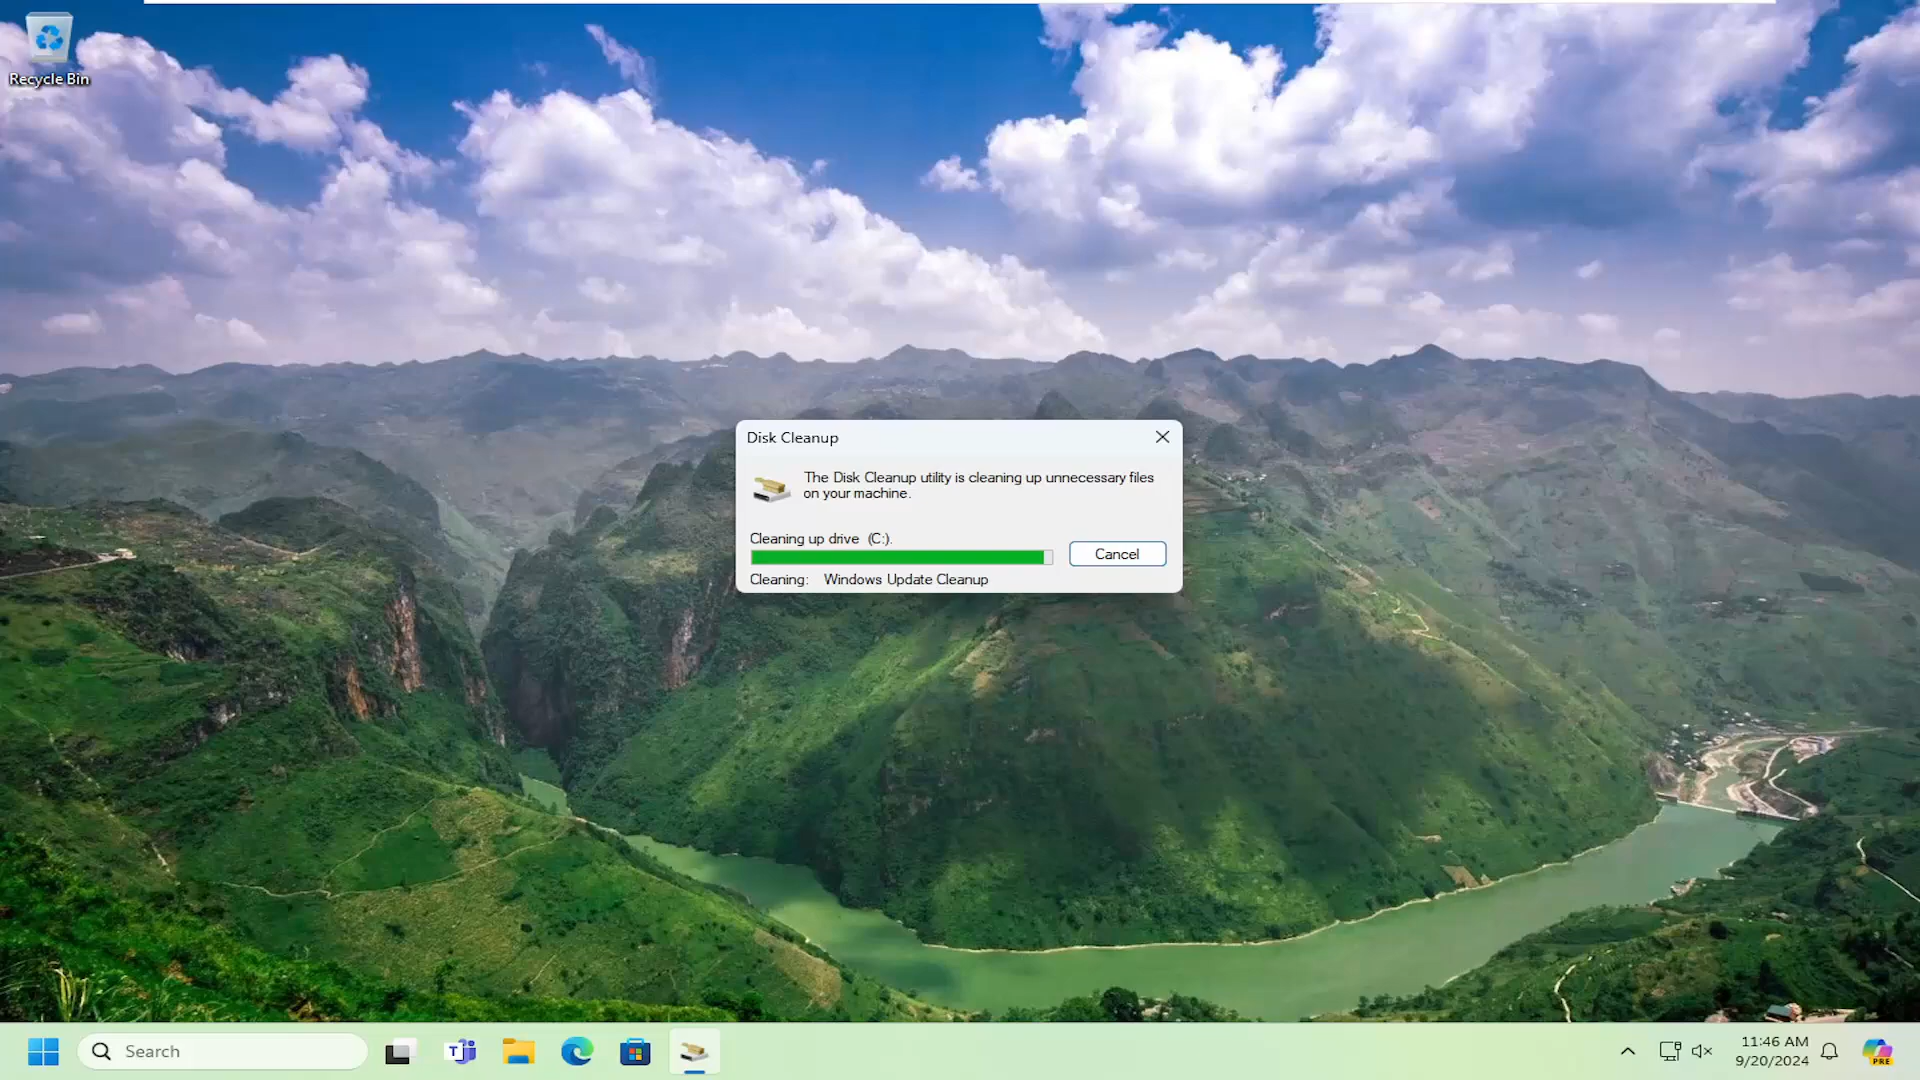 Recycle Bin
Disk Cleanup
The Disk Cleanup utility is cleaning up unnecessary files
on your machine.
Cleaning up drive (C:).
Cancel
Cleaning: Windows Update Cleanup
Search
T
11:46 AM
9/20/2024
PRE